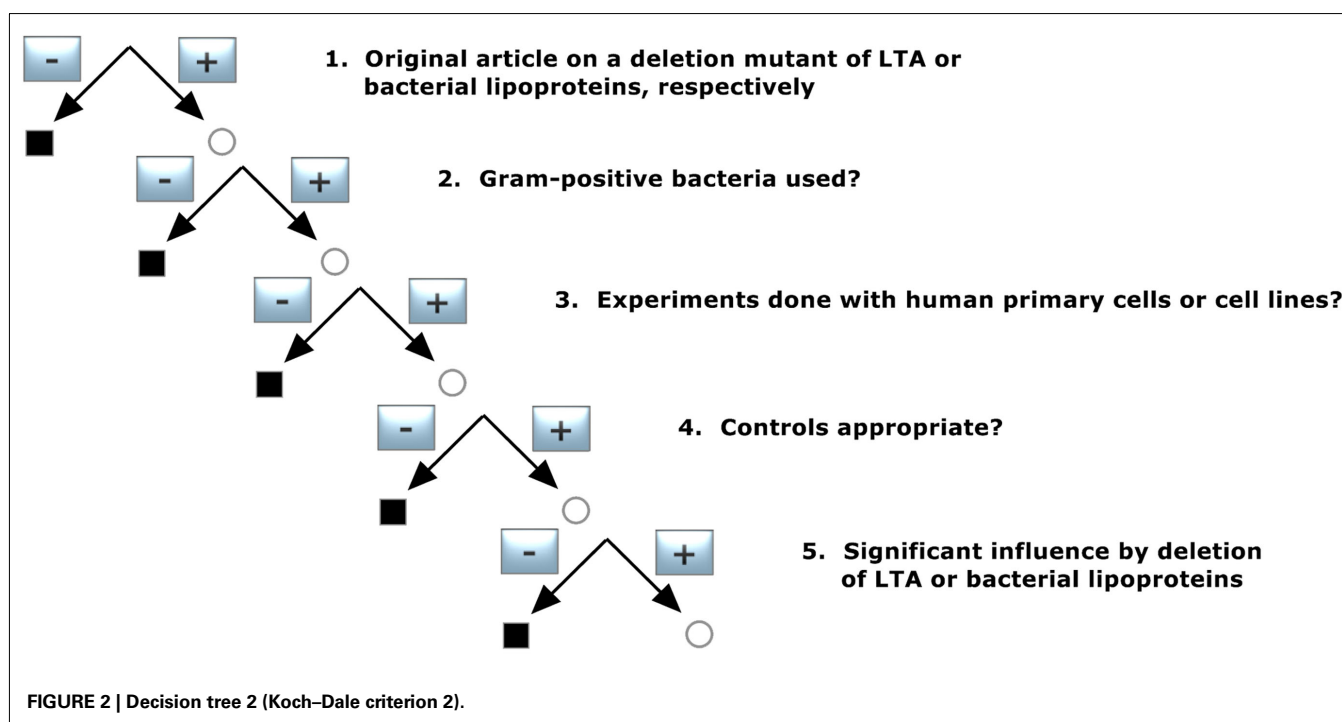 - +
1. Original article on a deletion mutant of LTA or
bacterial lipoproteins, respectively
- +
2. Gram-positive bacteria used?
- +
3. Experiments done with human primary cells or cell lines?
- +
4. Controls appropriate?
- +
5. Significant influence by deletion
of LTA or bacterial lipoproteins
FIGURE 2 | Decision tree 2 (Koch–Dale criterion 2).